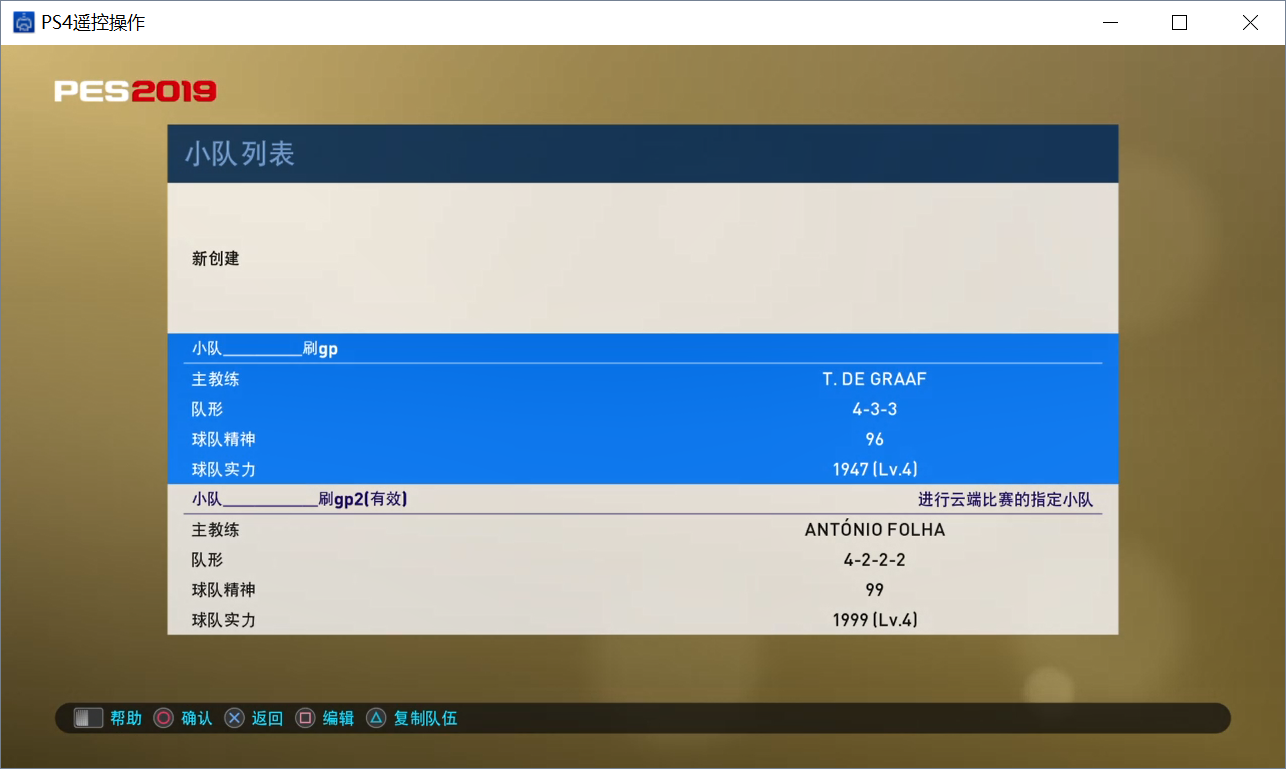 PS4遥控操作
PES2019
小队列表
新创建
小队__________刷gp
主教练 T. DE GRAAF
队形 4-3-3
球队精神 96
球队实力 1947 (Lv.4)
小队____________刷gp2(有效) 进行云端比赛的指定小队
主教练 ANTÓNIO FOLHA
队形 4-2-2-2
球队精神 99
球队实力 1999 (Lv.4)
帮助 确认 返回 编辑 复制队伍